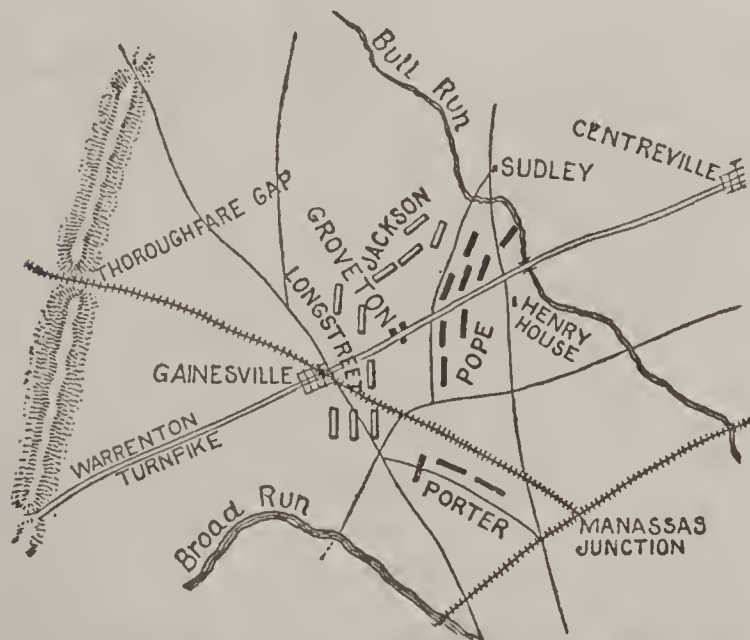 Bull Run
CENTREVILLE
SUDLEY
JACKSON
THOROUGHFARE GAP
GROVETON
LONGSTREET
HENRY
HOUSE
POPE
GAINESVILLE
WARRENTON
TURNPIKE
PORTER
Broad Run
MANASSAS
JUNCTION